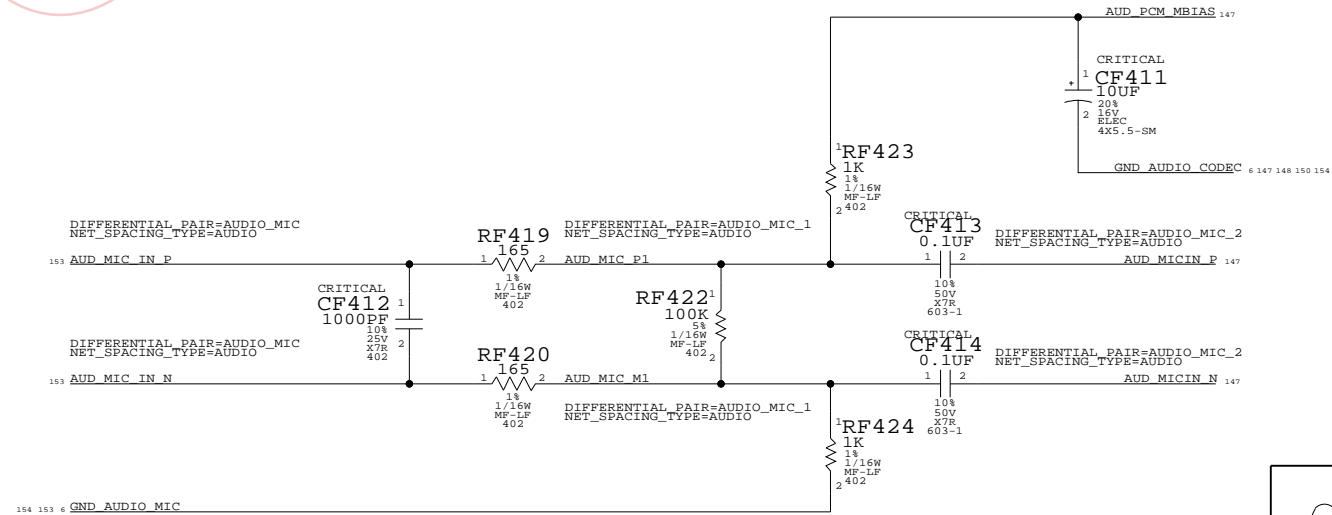 AUD_PCM_MBIAS 147
CRITICAL
1
CF411
+
10UF
20%
16V
2
ELEC
4X5.5-SM
GND_AUDIO_CODEC 6 147 148 150 154
1
RF423
1K
1%
1/16W
MF-LF
2
402
DIFFERENTIAL_PAIR=AUDIO_MIC
NET_SPACING_TYPE=AUDIO
153 AUD_MIC_IN_P
RF419
165
1 2
1%
1/16W
MF-LF
402
DIFFERENTIAL_PAIR=AUDIO_MIC_1
NET_SPACING_TYPE=AUDIO
AUD_MIC_P1
CRITICAL
CF413
0.1UF
1 2
10%
50V
X7R
603-1
DIFFERENTIAL_PAIR=AUDIO_MIC_2
NET_SPACING_TYPE=AUDIO
AUD_MICIN_P 147
CRITICAL
CF412 1
1000PF
10%
25V
X7R 2
402
RF422 1
100K
5%
1/16W
MF-LF
402 2
DIFFERENTIAL_PAIR=AUDIO_MIC
NET_SPACING_TYPE=AUDIO
153 AUD_MIC_IN_N
RF420
165
1 2
1%
1/16W
MF-LF
402
AUD_MIC_M1
DIFFERENTIAL_PAIR=AUDIO_MIC_1
NET_SPACING_TYPE=AUDIO
CRITICAL
CF414
0.1UF
1 2
10%
50V
X7R
603-1
DIFFERENTIAL_PAIR=AUDIO_MIC_2
NET_SPACING_TYPE=AUDIO
AUD_MICIN_N 147
1
RF424
1K
1%
1/16W
MF-LF
2
402
154 153 6 GND_AUDIO_MIC